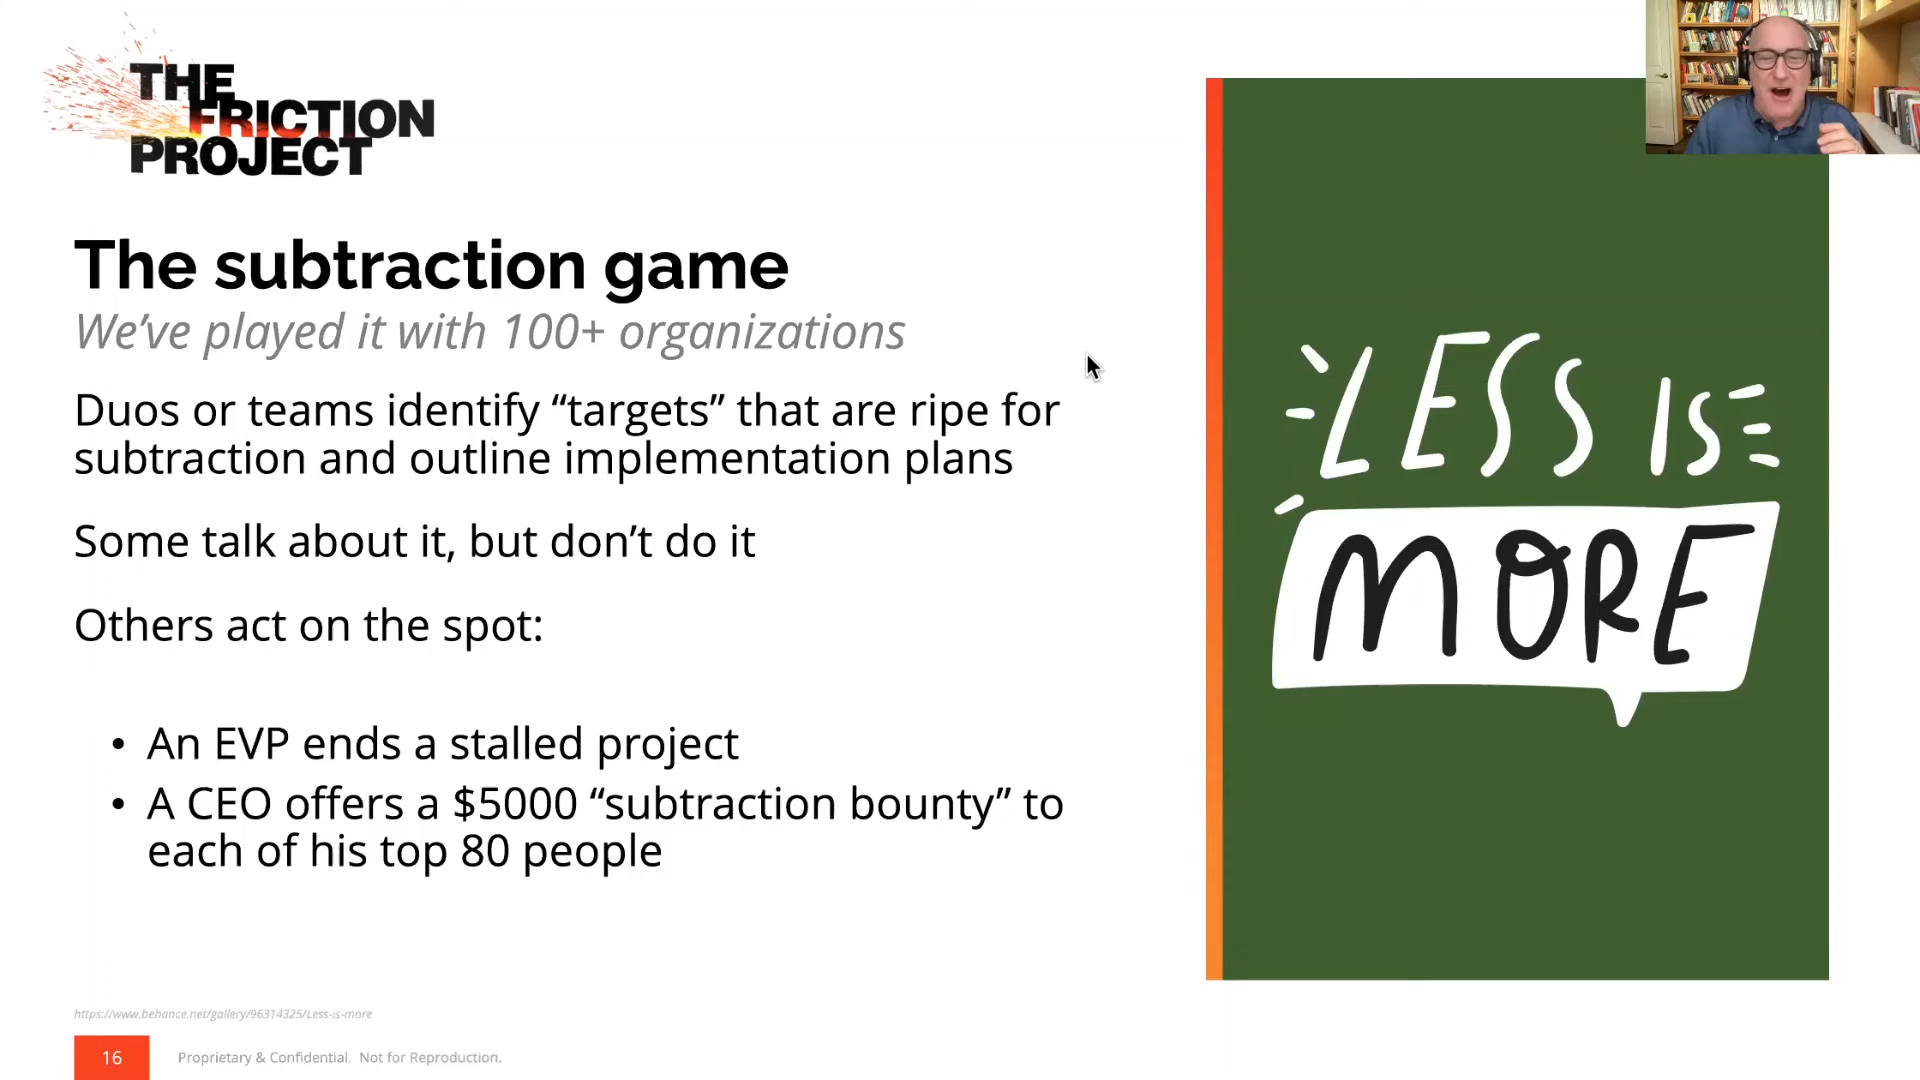 THE
FRICTION
PROJECT
The subtraction game
We’ve played it with 100+ organizations
Duos or teams identify “targets” that are ripe for
subtraction and outline implementation plans
Some talk about it, but don’t do it
Others act on the spot:
• An EVP ends a stalled project
• A CEO offers a $5000 “subtraction bounty” to
each of his top 80 people
LESS IS
MORE
https://www.behance.net/gallery/96314325/Less-is-more
16
Proprietary & Confidential. Not for Reproduction.